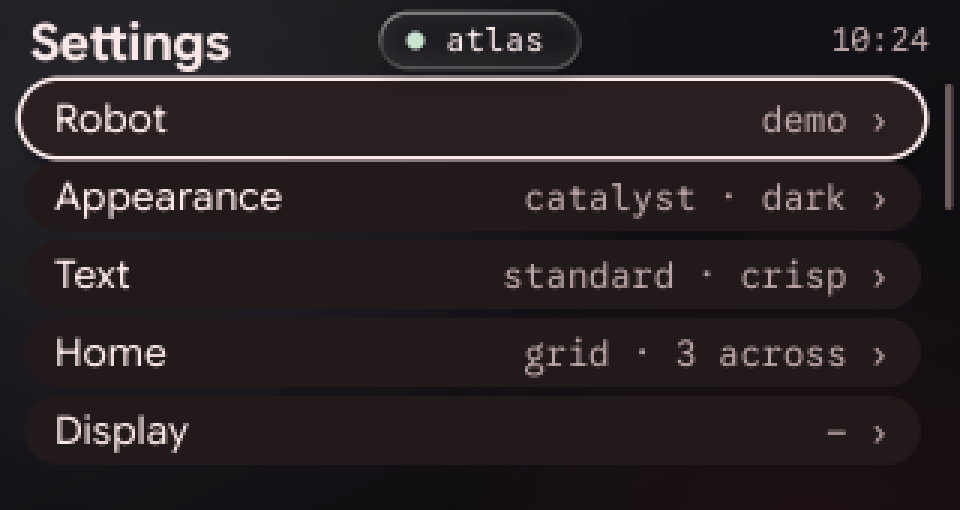 Settings atlas 10:24
Robot demo ›
Appearance catalyst · dark ›
Text standard · crisp ›
Home grid · 3 across ›
Display – ›